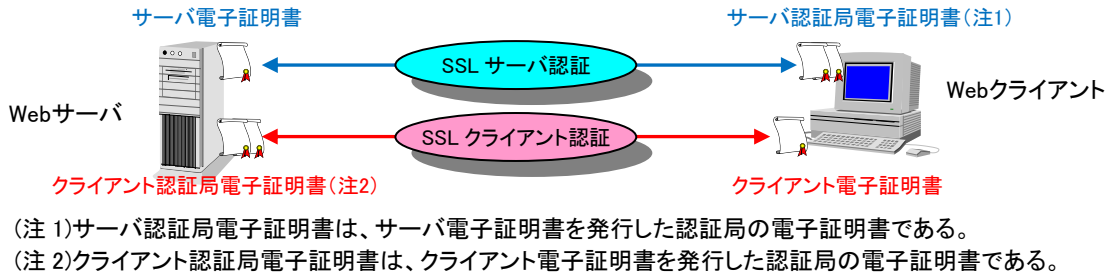 サーバ電子証明書
サーバ認証局電子証明書(注1)
SSL サーバ認証
Webサーバ
Webクライアント
SSL クライアント認証
クライアント認証局電子証明書(注2)
クライアント電子証明書
(注 1)サーバ認証局電子証明書は、サーバ電子証明書を発行した認証局の電子証明書である。
(注 2)クライアント認証局電子証明書は、クライアント電子証明書を発行した認証局の電子証明書である。